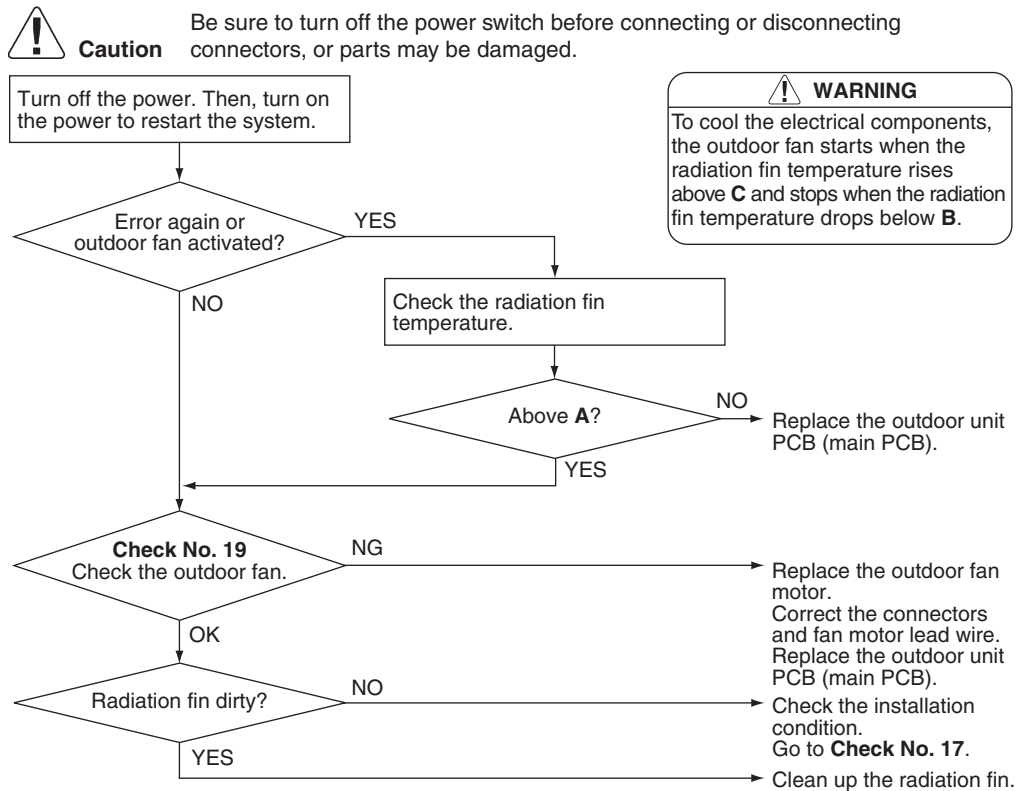 Be sure to turn off the power switch before connecting or disconnecting
Caution connectors, or parts may be damaged.
Turn off the power. Then, turn on
the power to restart the system.
WARNING
To cool the electrical components,
the outdoor fan starts when the
radiation fin temperature rises
above C and stops when the radiation
fin temperature drops below B.
Error again or
outdoor fan activated?
YES
NO
Check the radiation fin
temperature.
Above A?
NO
Replace the outdoor unit
PCB (main PCB).
YES
Check No. 19
Check the outdoor fan.
NG
Replace the outdoor fan
motor.
Correct the connectors
and fan motor lead wire.
Replace the outdoor unit
PCB (main PCB).
OK
Radiation fin dirty?
NO
Check the installation
condition.
Go to Check No. 17.
YES
Clean up the radiation fin.